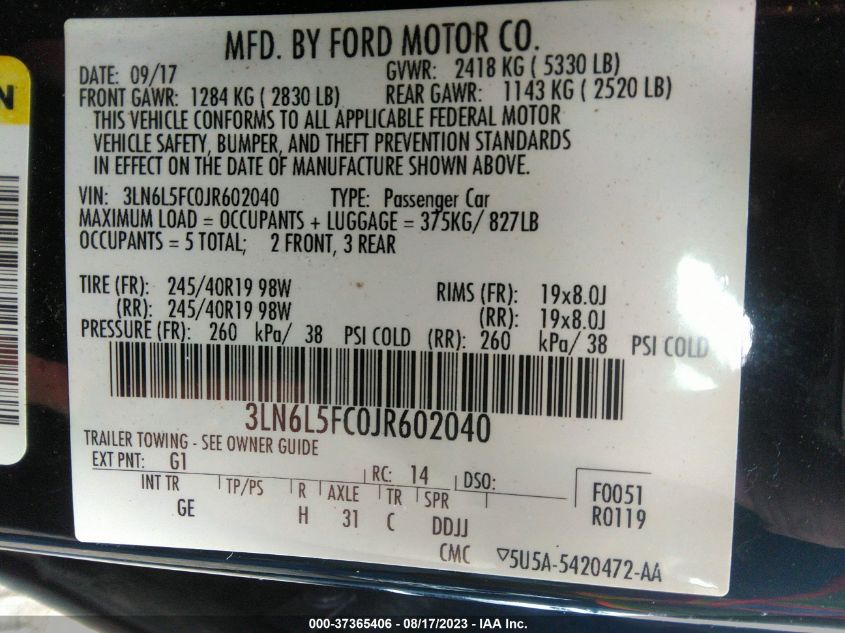 MFD. BY FORD MOTOR CO.
DATE: 09/17 GVWR: 2418 KG ( 5330 LB)
FRONT GAWR: 1284 KG ( 2830 LB) REAR GAWR: 1143 KG ( 2520 LB)
THIS VEHICLE CONFORMS TO ALL APPLICABLE FEDERAL MOTOR
VEHICLE SAFETY, BUMPER, AND THEFT PREVENTION STANDARDS
IN EFFECT ON THE DATE OF MANUFACTURE SHOWN ABOVE.
VIN: 3LN6L5FC0JR602040 TYPE: Passenger Car
MAXIMUM LOAD = OCCUPANTS + LUGGAGE = 375KG/ 827LB
OCCUPANTS = 5 TOTAL; 2 FRONT, 3 REAR
TIRE (FR): 245/40R19 98W RIMS (FR): 19x8.0J
(RR): 245/40R19 98W (RR): 19x8.0J
PRESSURE (FR): 260 kPa/ 38 PSI COLD (RR): 260 kPa/ 38 PSI COLD
3LN6L5FC0JR602040
TRAILER TOWING - SEE OWNER GUIDE
EXT PNT: G1 RC: 14 DSO:
INT TR TP/PS R AXLE TR SPR F0051
GE H 31 C DDJJ R0119
CMC ▽5U5A-5420472-AA
N
000-37365406 - 08/17/2023 - IAA Inc.